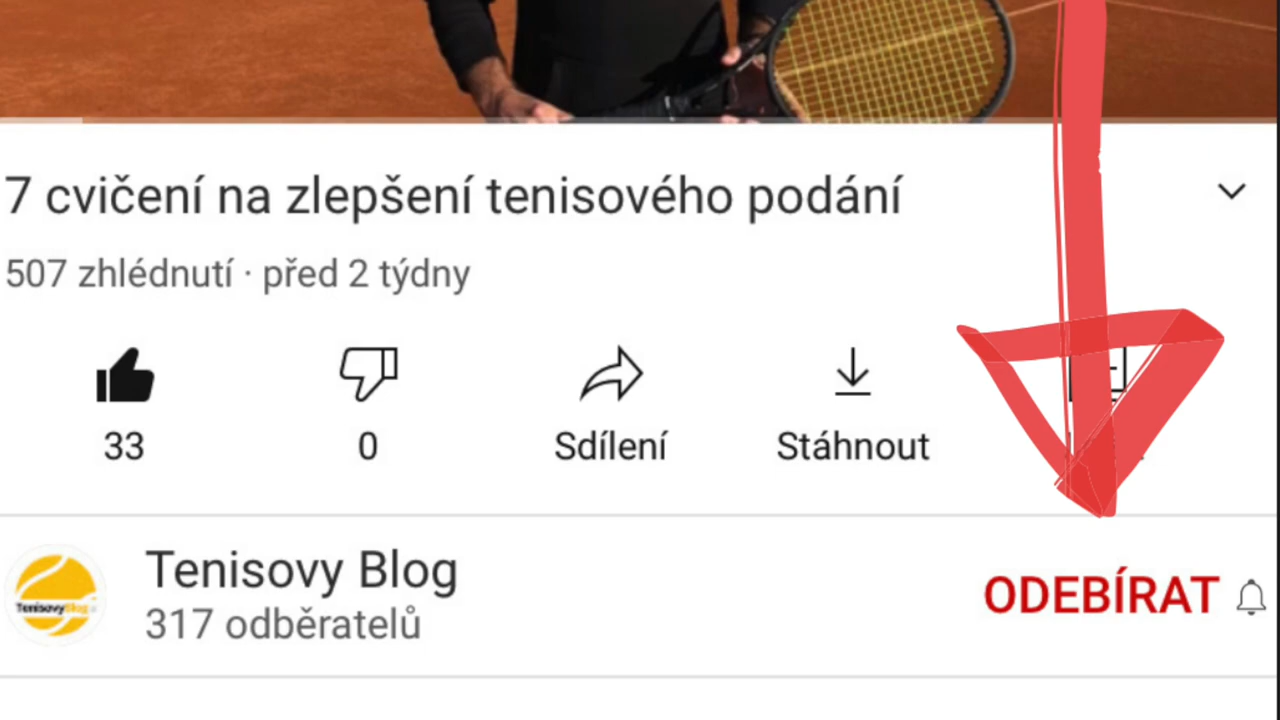 7 cvičení na zlepšení tenisového podání
507 zhlédnutí · před 2 týdny
33 0 Sdílení Stáhnout
Tenisovy Blog
TenisovyBlog
317 odběratelů
ODEBÍRAT